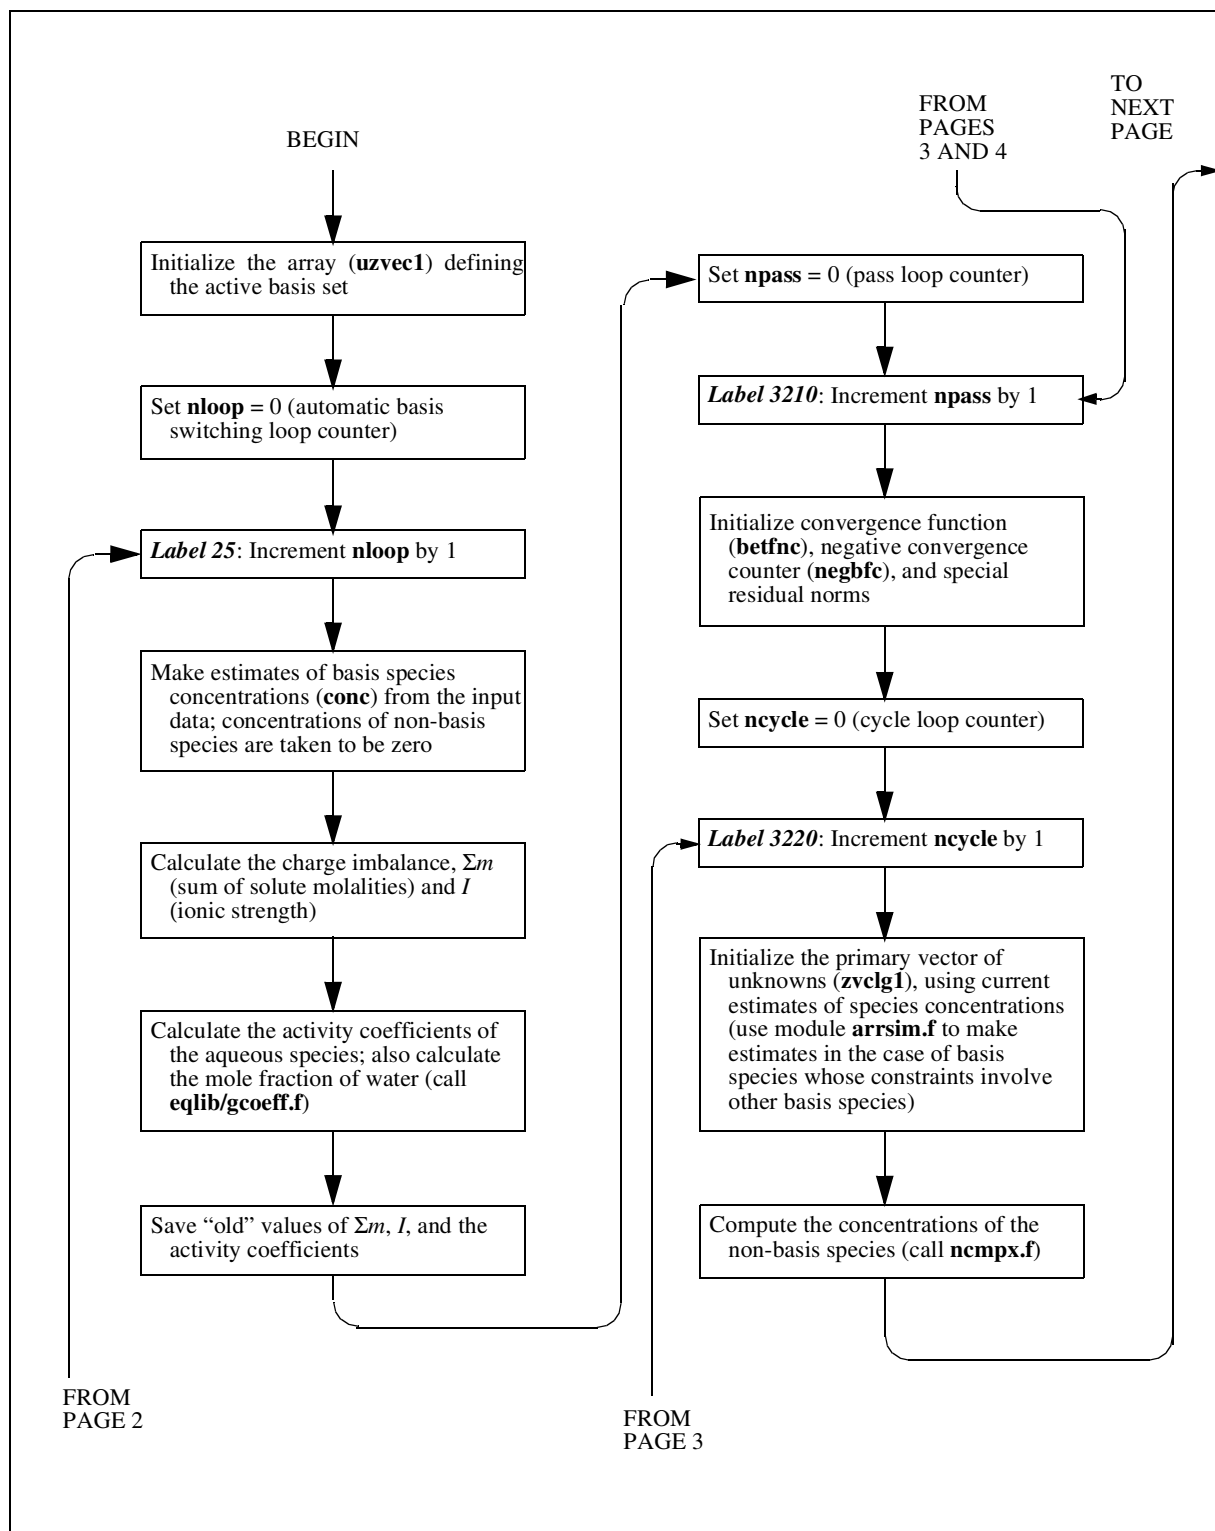 BEGIN
Initialize the array (uzvec1) defining
the active basis set
Set nloop = 0 (automatic basis
switching loop counter)
Label 25: Increment nloop by 1
Make estimates of basis species
concentrations (conc) from the input
data; concentrations of non-basis
species are taken to be zero
Calculate the charge imbalance, Σm
(sum of solute molalities) and I
(ionic strength)
Calculate the activity coefficients of
the aqueous species; also calculate
the mole fraction of water (call
eqlib/gcoeff.f)
Save “old” values of Σm, I, and the
activity coefficients
FROM
PAGE 2
FROM
PAGES
3 AND 4
TO
NEXT
PAGE
Set npass = 0 (pass loop counter)
Label 3210: Increment npass by 1
Initialize convergence function
(betfnc), negative convergence
counter (negbfc), and special
residual norms
Set ncycle = 0 (cycle loop counter)
Label 3220: Increment ncycle by 1
Initialize the primary vector of
unknowns (zvclg1), using current
estimates of species concentrations
(use module arrsim.f to make
estimates in the case of basis
species whose constraints involve
other basis species)
Compute the concentrations of the
non-basis species (call ncmpx.f)
FROM
PAGE 3